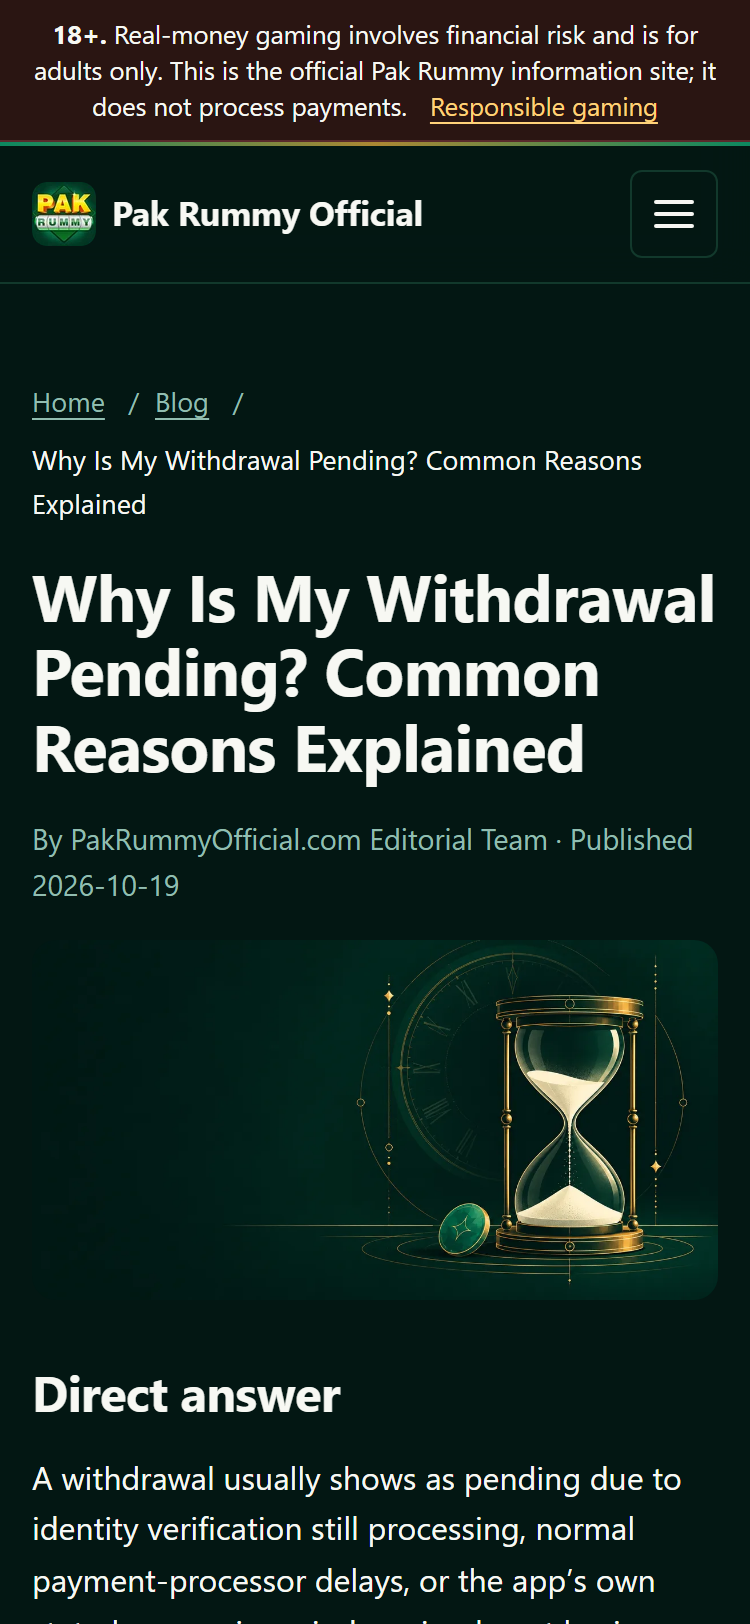 18+. Real-money gaming involves financial risk and is for
adults only. This is the official Pak Rummy information site; it
does not process payments. Responsible gaming
PAK
RUMMY
Pak Rummy Official
Home / Blog /
Why Is My Withdrawal Pending? Common Reasons
Explained
Why Is My Withdrawal
Pending? Common
Reasons Explained
By PakRummyOfficial.com Editorial Team · Published
2026-10-19
Direct answer
A withdrawal usually shows as pending due to
identity verification still processing, normal
payment-processor delays, or the app’s own